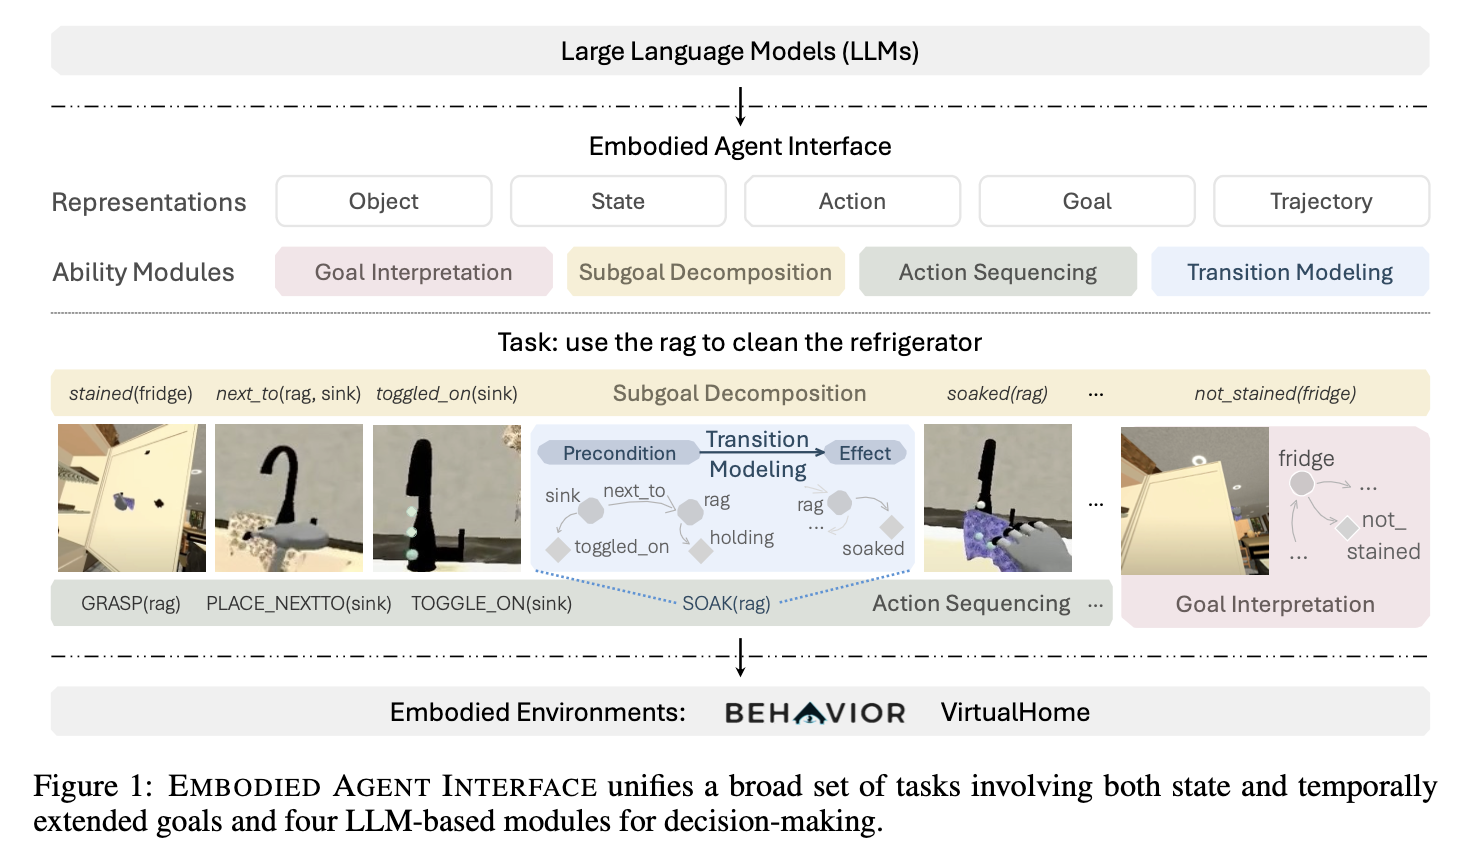 Large Language Models (LLMs)
Embodied Agent Interface
Representations Object State Action Goal Trajectory
Ability Modules Goal Interpretation Subgoal Decomposition Action Sequencing Transition Modeling
Task: use the rag to clean the refrigerator
stained(fridge) next_to(rag, sink) toggled_on(sink) Subgoal Decomposition soaked(rag) ... not_stained(fridge)
Precondition Transition Modeling Effect
sink next_to rag
toggled_on holding
rag ...
soaked
...
fridge ...
not_
stained
...
GRASP(rag) PLACE_NEXTTO(sink) TOGGLE_ON(sink) SOAK(rag) Action Sequencing ... Goal Interpretation
Embodied Environments: BEHAVIOR VirtualHome
Figure 1: EMBODIED AGENT INTERFACE unifies a broad set of tasks involving both state and temporally
extended goals and four LLM-based modules for decision-making.